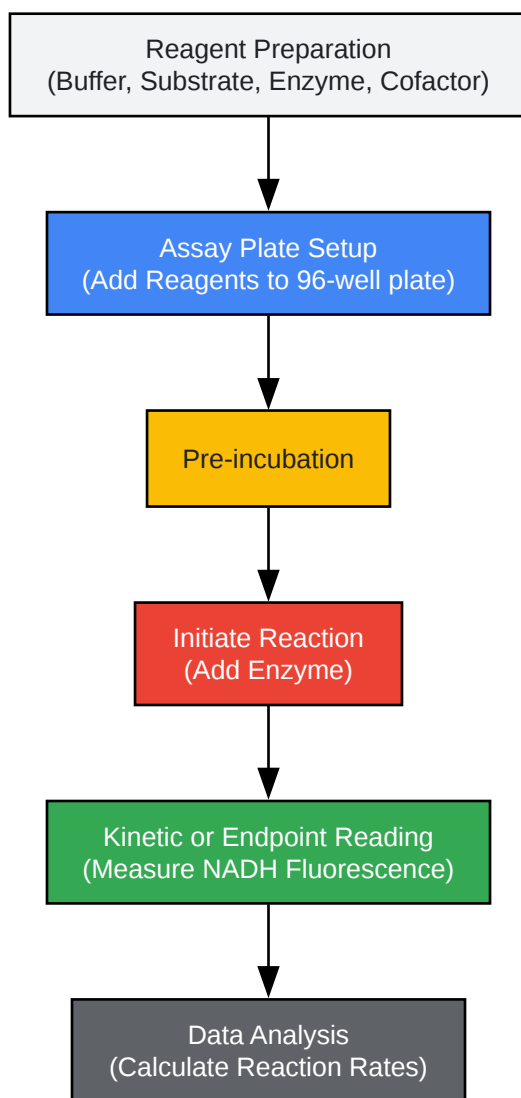 Reagent Preparation
(Buffer, Substrate, Enzyme, Cofactor)
Assay Plate Setup
(Add Reagents to 96-well plate)
Pre-incubation
Initiate Reaction
(Add Enzyme)
Kinetic or Endpoint Reading
(Measure NADH Fluorescence)
Data Analysis
(Calculate Reaction Rates)